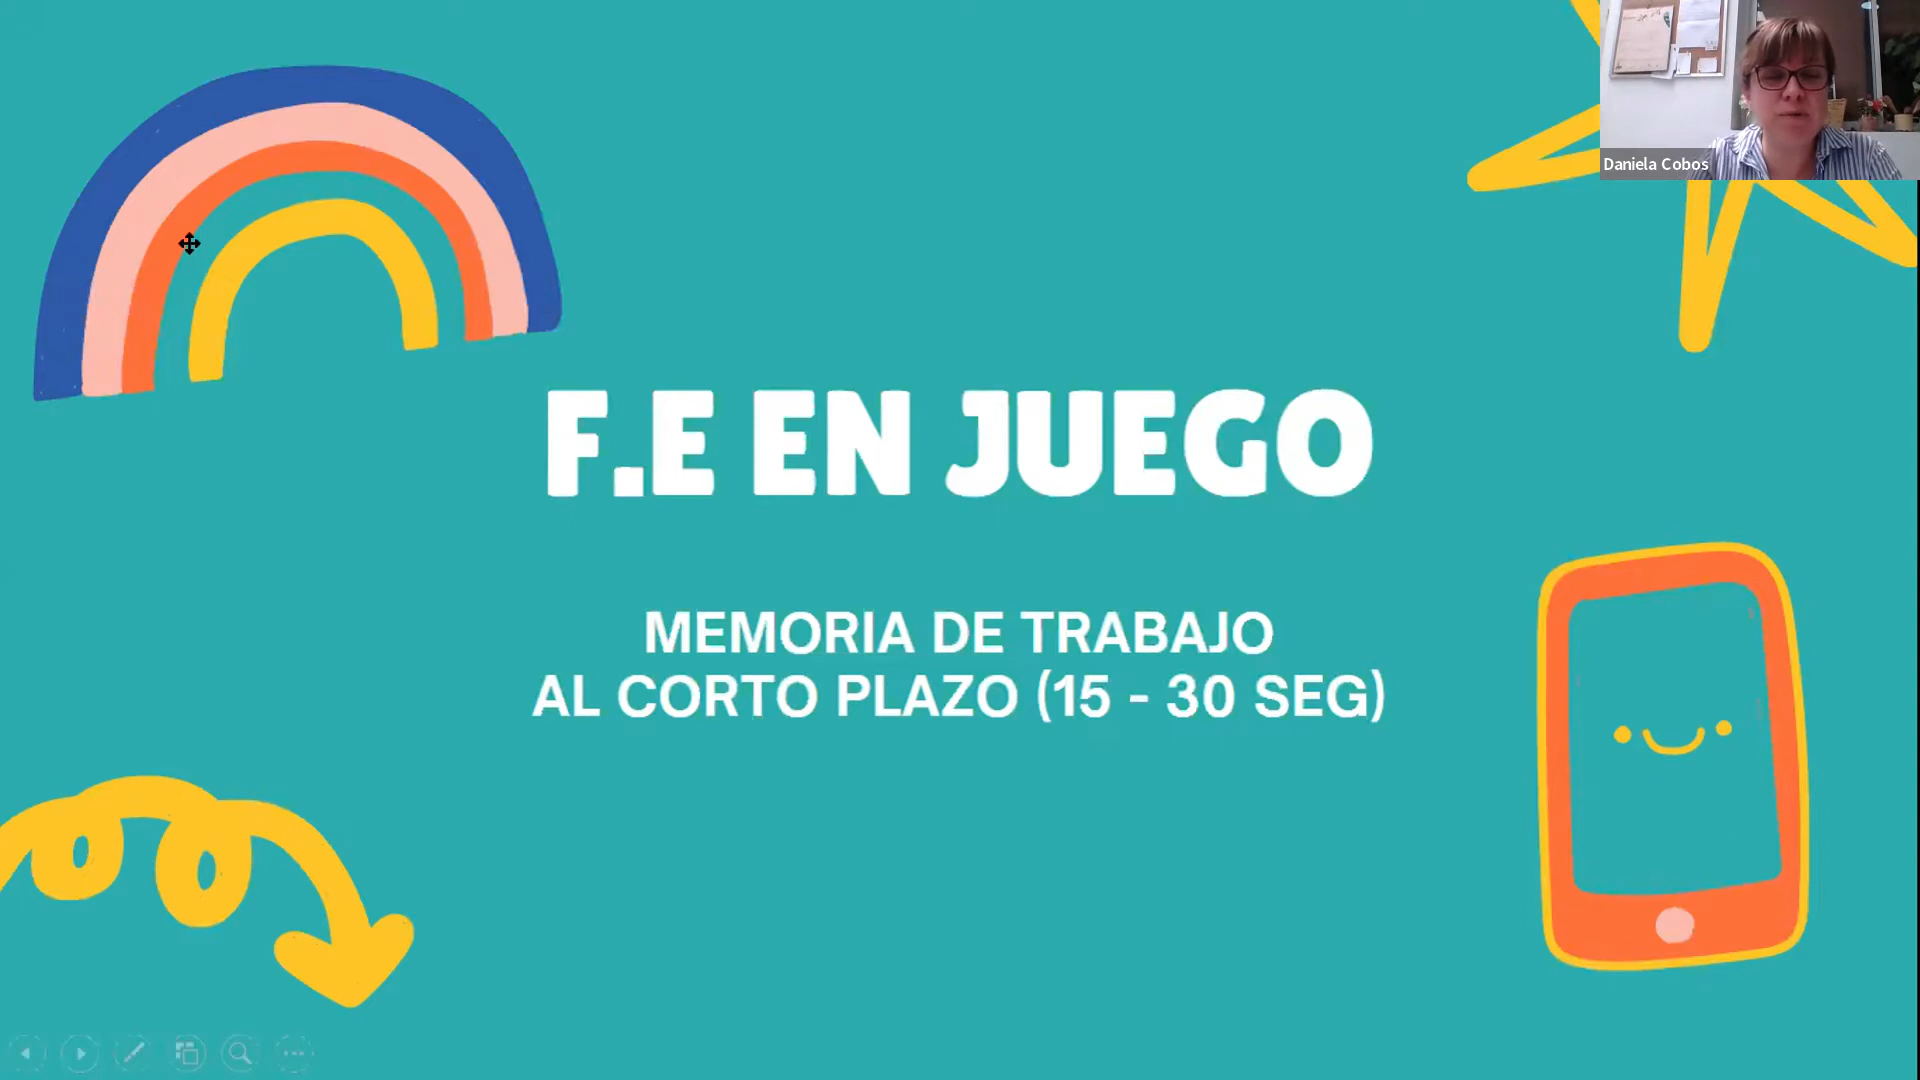 Daniela Cobos
F.E EN JUEGO
MEMORIA DE TRABAJO
AL CORTO PLAZO (15 - 30 SEG)